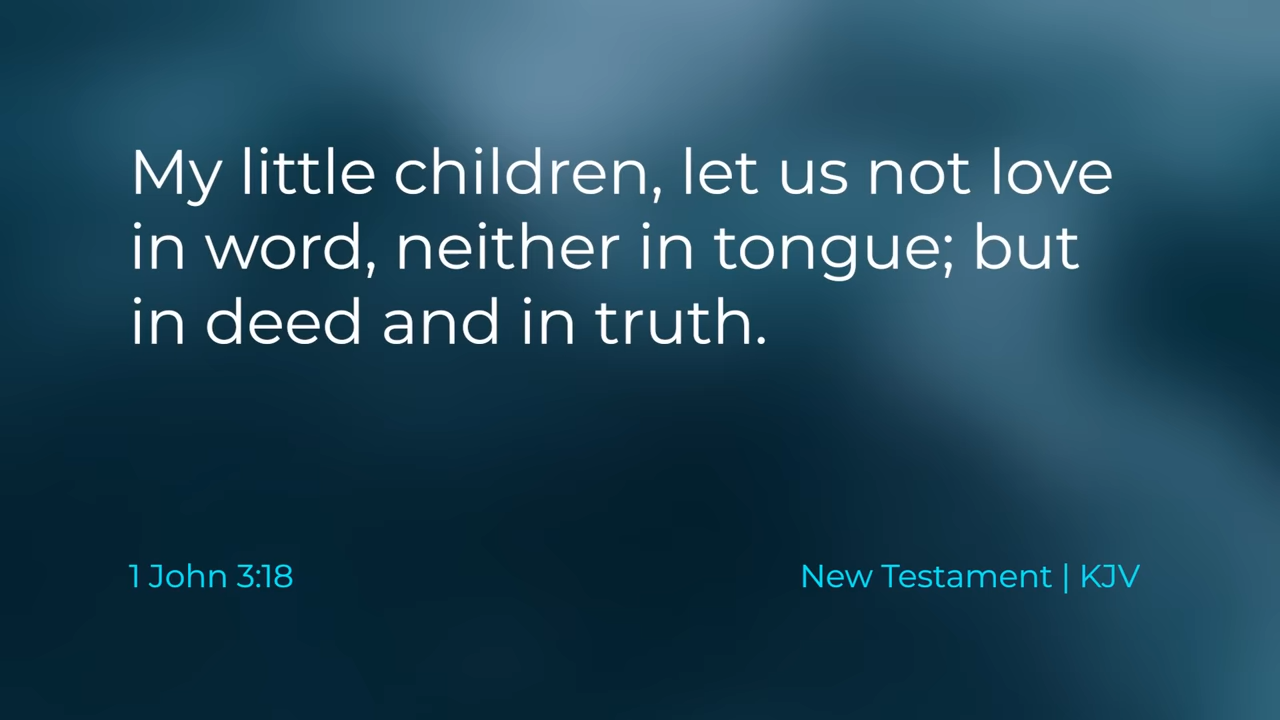 My little children, let us not love
in word, neither in tongue; but
in deed and in truth.
1 John 3:18
New Testament | KJV